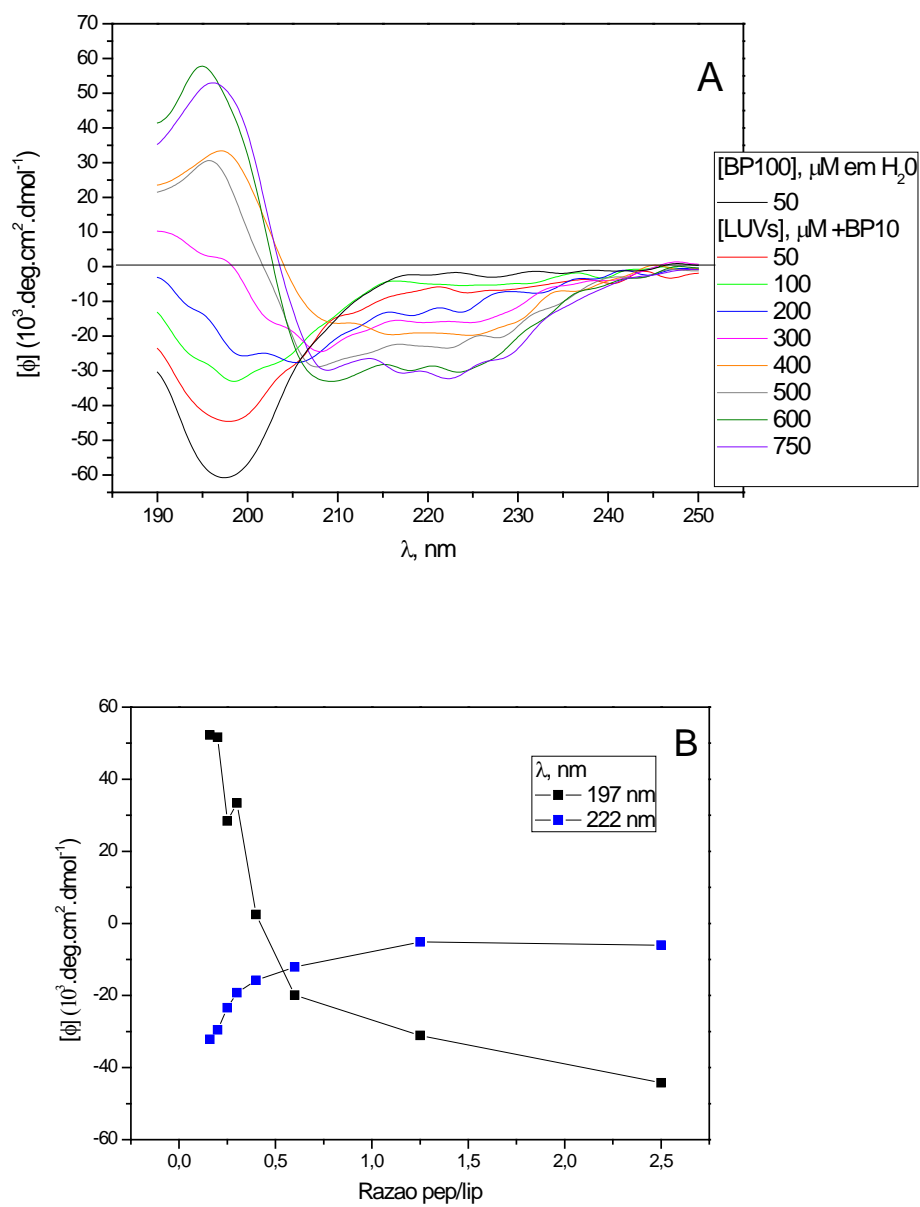 70
60
50
40
30
20
10
0
-10
-20
-30
-40
-50
-60
[ϕ] (10³.deg.cm².dmol⁻¹)
A
[BP100], μM em H₂0
50
[LUVs], μM +BP10
50
100
200
300
400
500
600
750
190 200 210 220 230 240 250
λ, nm
60
40
20
0
-20
-40
-60
[ϕ] (10³.deg.cm².dmol⁻¹)
B
λ, nm
197 nm
222 nm
0,0 0,5 1,0 1,5 2,0 2,5
Razao pep/lip